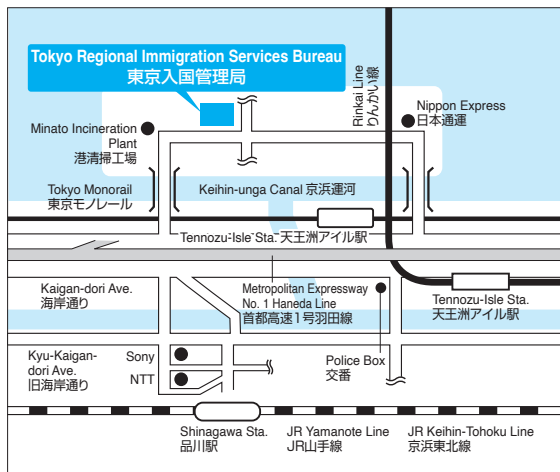 Tokyo Regional Immigration Services Bureau
東京入国管理局
Rinkai Line
りんかい線
Nippon Express
日本通運
Minato Incineration
Plant
港清掃工場
Tokyo Monorail
東京モノレール
Keihin-unga Canal 京浜運河
Tennozu-Isle Sta. 天王洲アイル駅
Kaigan-dori Ave.
海岸通り
Metropolitan Expressway
No. 1 Haneda Line
首都高速1号羽田線
Tennozu-Isle Sta.
天王洲アイル駅
Kyu-Kaigan-
dori Ave.
旧海岸通り
Sony
NTT
Police Box
交番
Shinagawa Sta.
品川駅
JR Yamanote Line
JR山手線
JR Keihin-Tohoku Line
京浜東北線